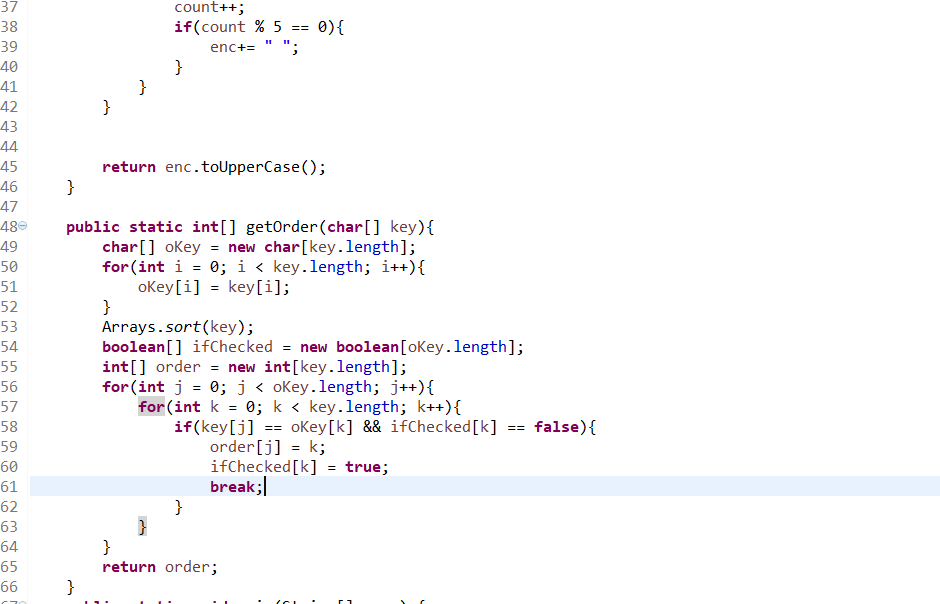 37 count++;
38 if(count % 5 == 0){
39 enc+= " ";
40 }
41 }
42 }
43
44
45 return enc.toUpperCase();
46 }
47
48 public static int[] getOrder(char[] key){
49 char[] oKey = new char[key.length];
50 for(int i = 0; i < key.length; i++){
51 oKey[i] = key[i];
52 }
53 Arrays.sort(key);
54 boolean[] ifChecked = new boolean[oKey.length];
55 int[] order = new int[key.length];
56 for(int j = 0; j < oKey.length; j++){
57 for(int k = 0; k < key.length; k++){
58 if(key[j] == oKey[k] && ifChecked[k] == false){
59 order[j] = k;
60 ifChecked[k] = true;
61 break;
62 }
63 }
64 }
65 return order;
66 }